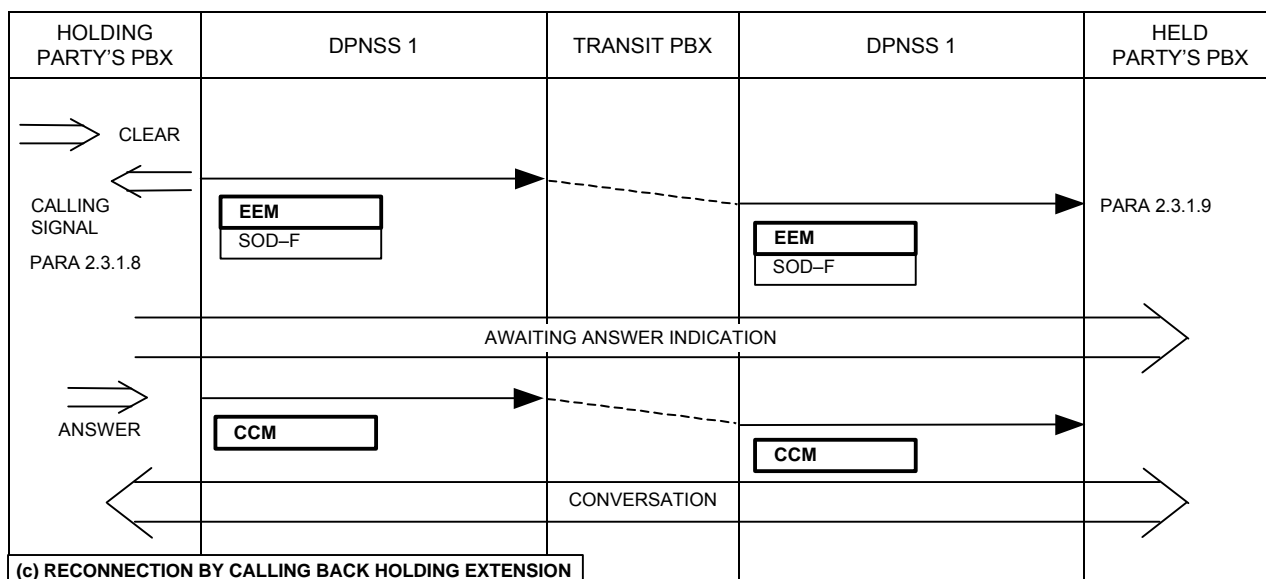 HOLDING
PARTY’S PBX
DPNSS 1
TRANSIT PBX
DPNSS 1
HELD
PARTY’S PBX
CLEAR
CALLING
SIGNAL
PARA 2.3.1.8
EEM
SOD–F
EEM
SOD–F
PARA 2.3.1.9
AWAITING ANSWER INDICATION
ANSWER
CCM
CCM
CONVERSATION
(c) RECONNECTION BY CALLING BACK HOLDING EXTENSION